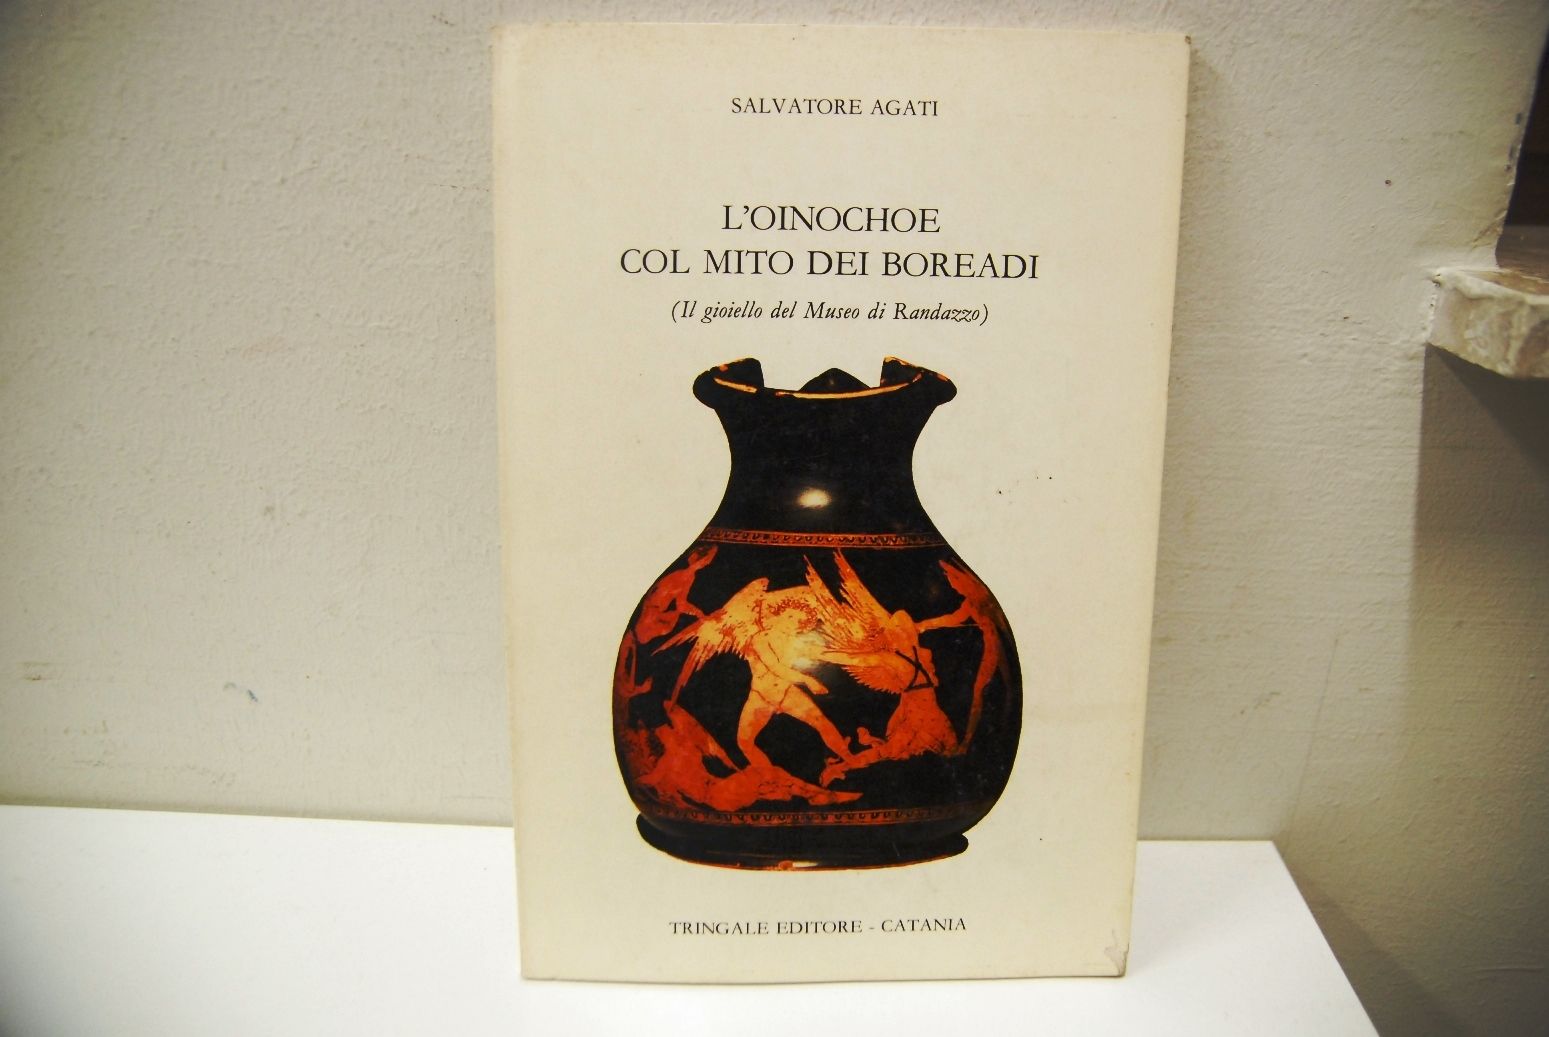 SALVATORE AGATI
L'OINOCHOE
COL MITO DEI BOREADI
(Il gioiello del Museo di Randazzo)
TRINGALE EDITORE - CATANIA